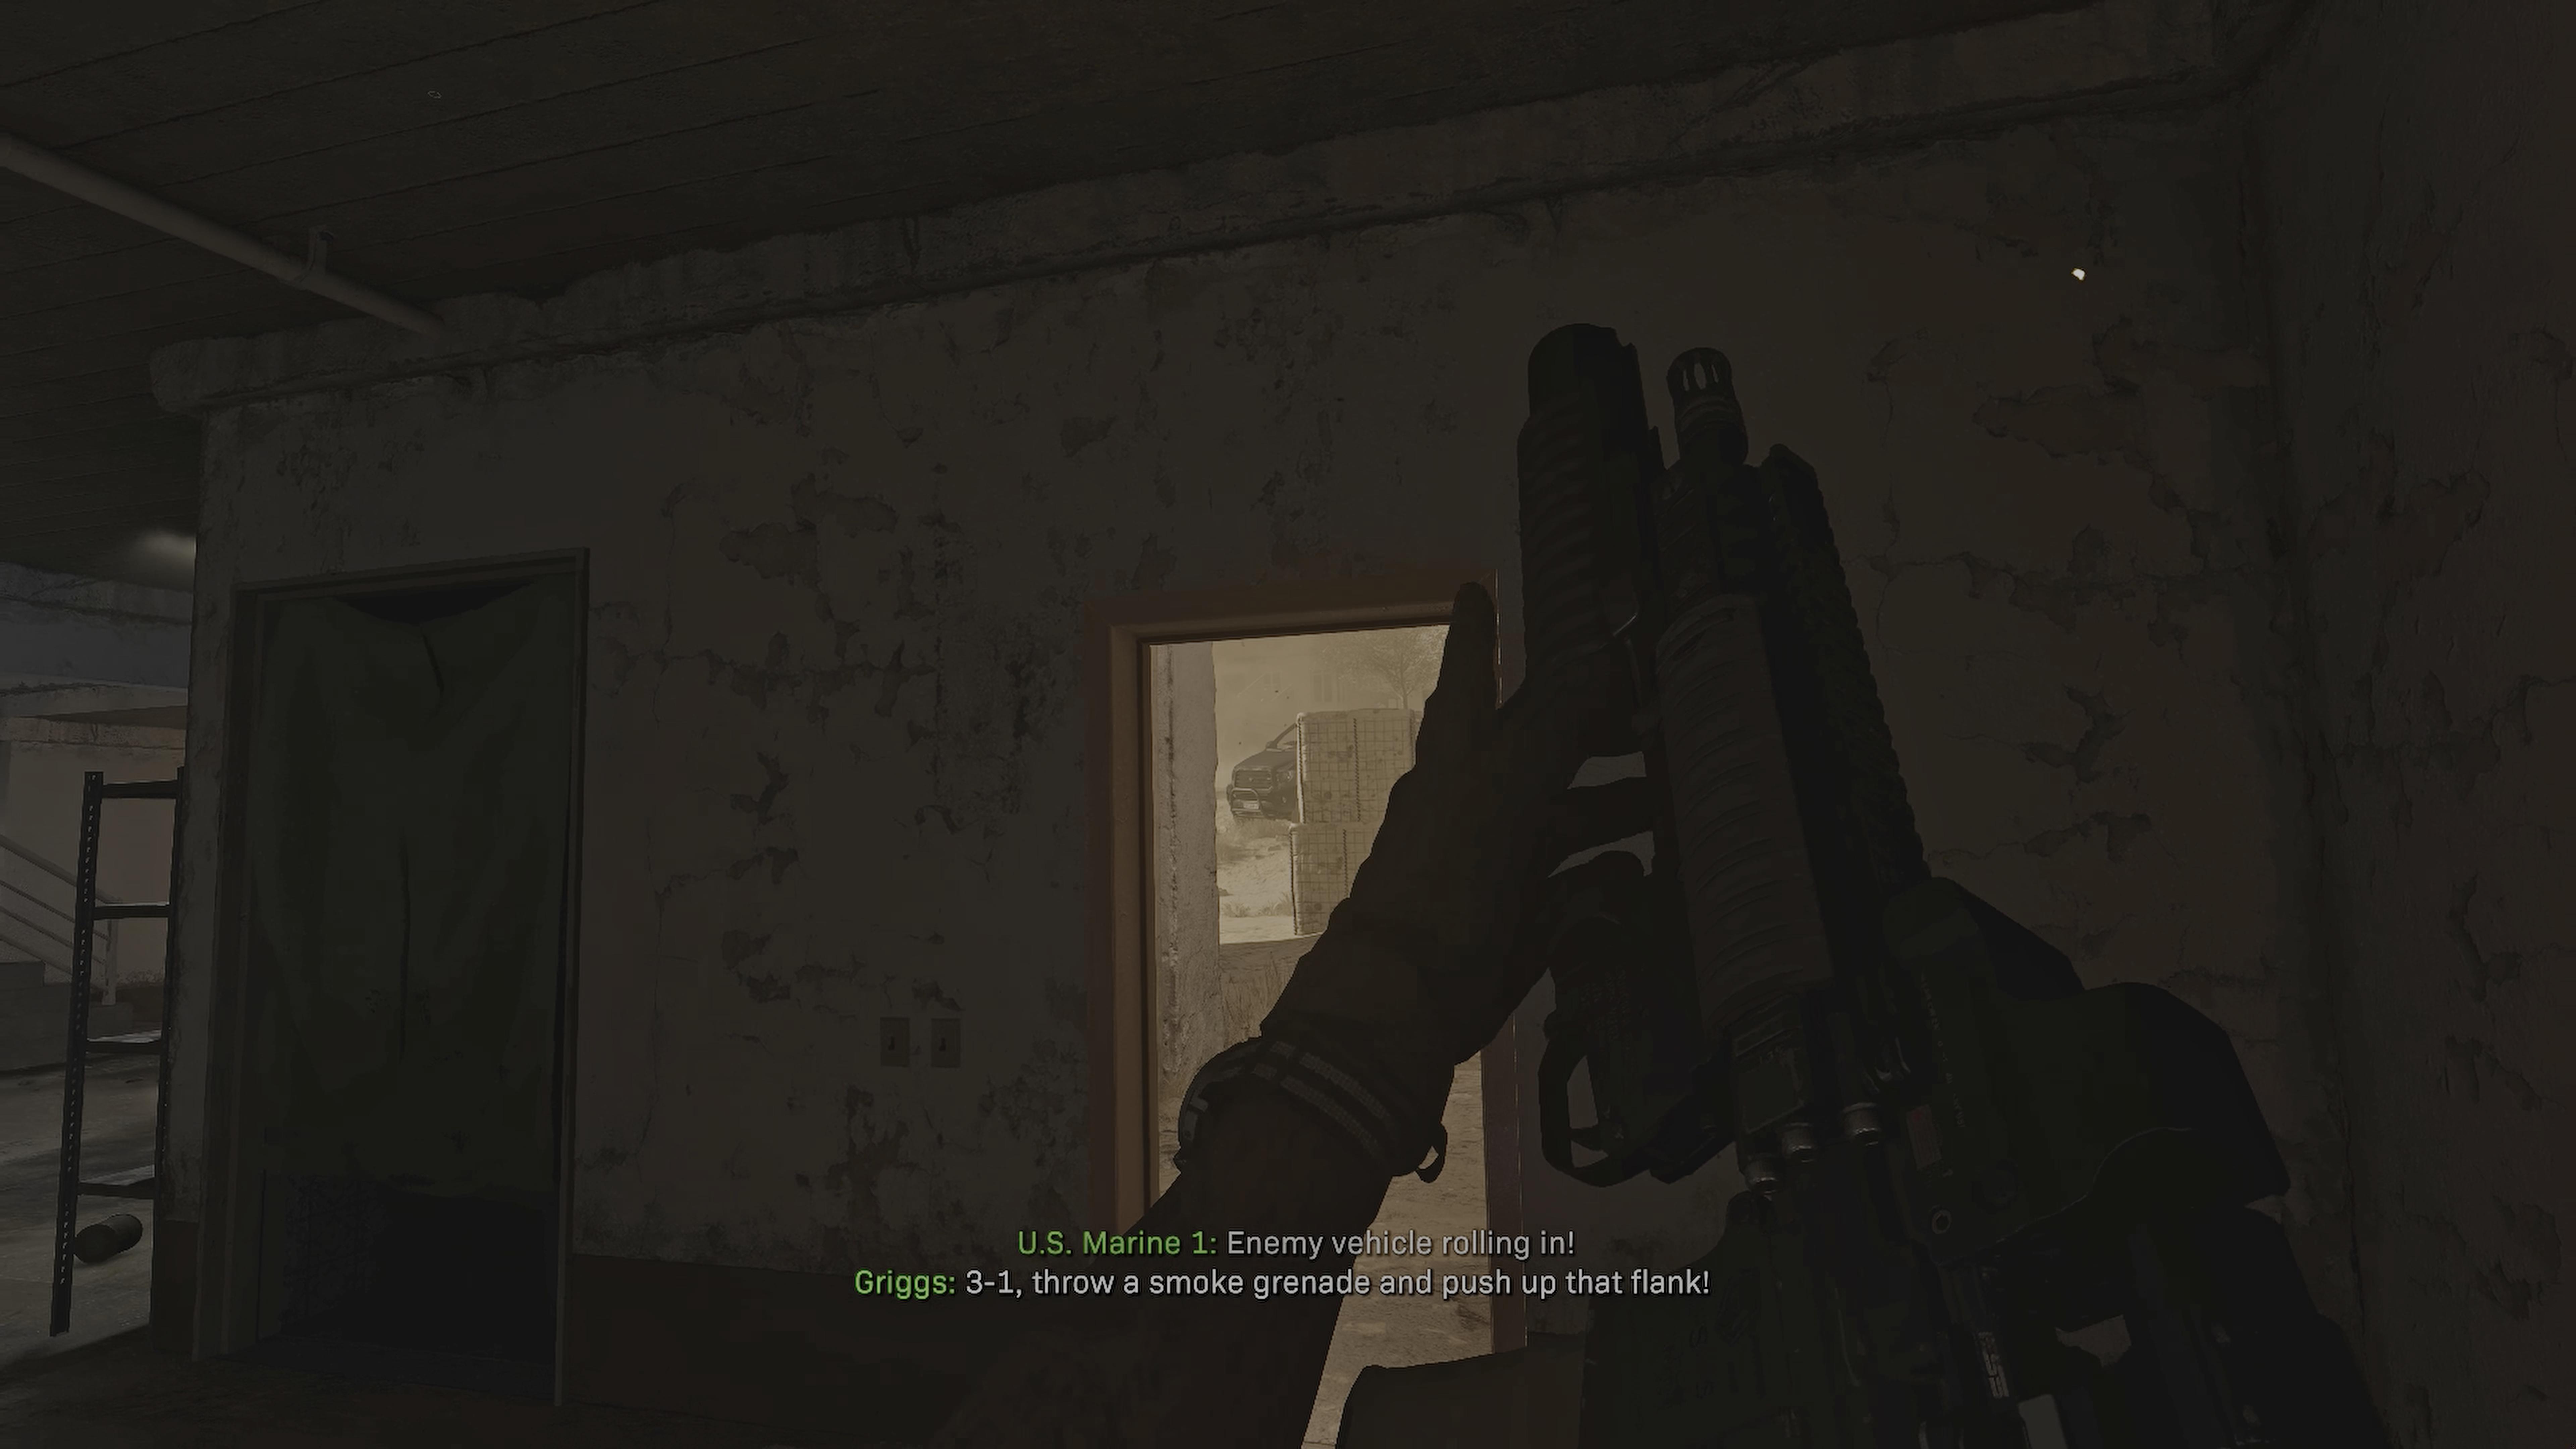 U.S. Marine 1: Enemy vehicle rolling in!
Griggs: 3-1, throw a smoke grenade and push up that flank!